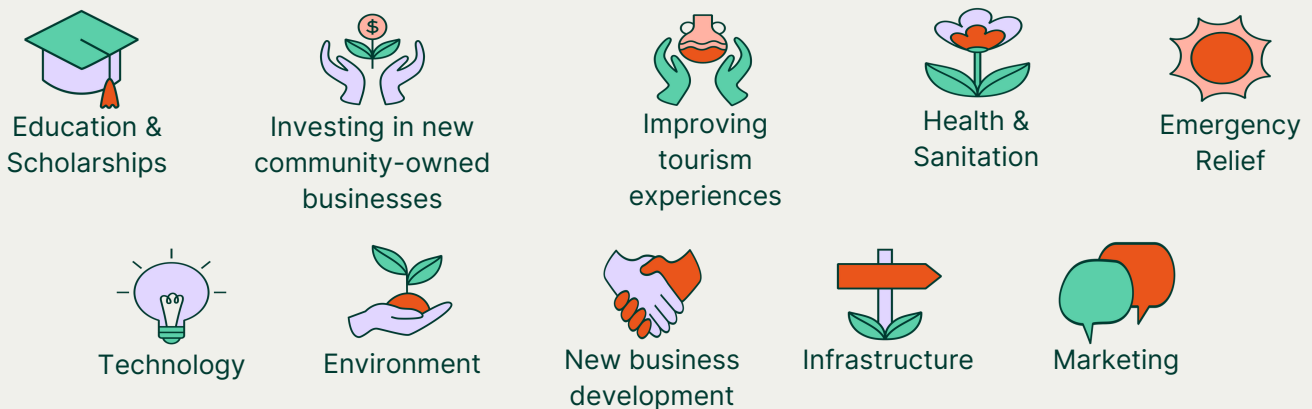 $
Education &
Scholarships
Investing in new
community-owned
businesses
Improving
tourism
experiences
Health &
Sanitation
Emergency
Relief
Technology
Environment
New business
development
Infrastructure
Marketing